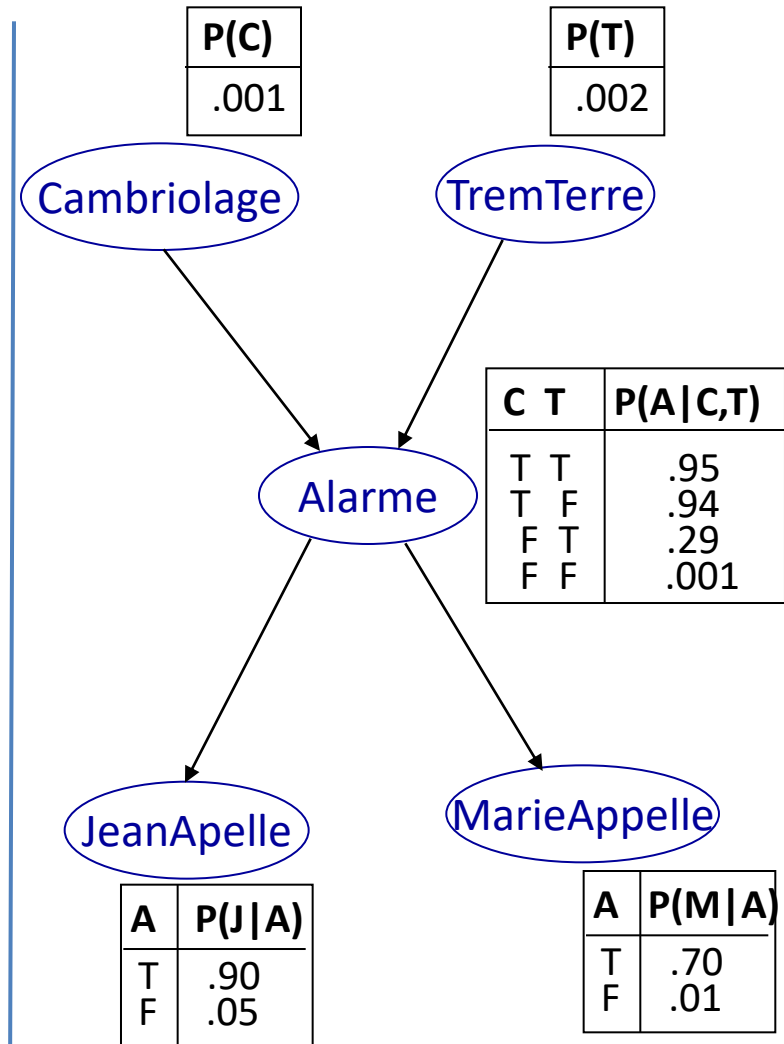 P(C)
.001
P(T)
.002
Cambriolage
TremTerre
C T P(A|C,T)
T T .95
T F .94
F T .29
F F .001
Alarme
JeanApelle
MarieAppelle
A P(J|A)
T .90
F .05
A P(M|A)
T .70
F .01